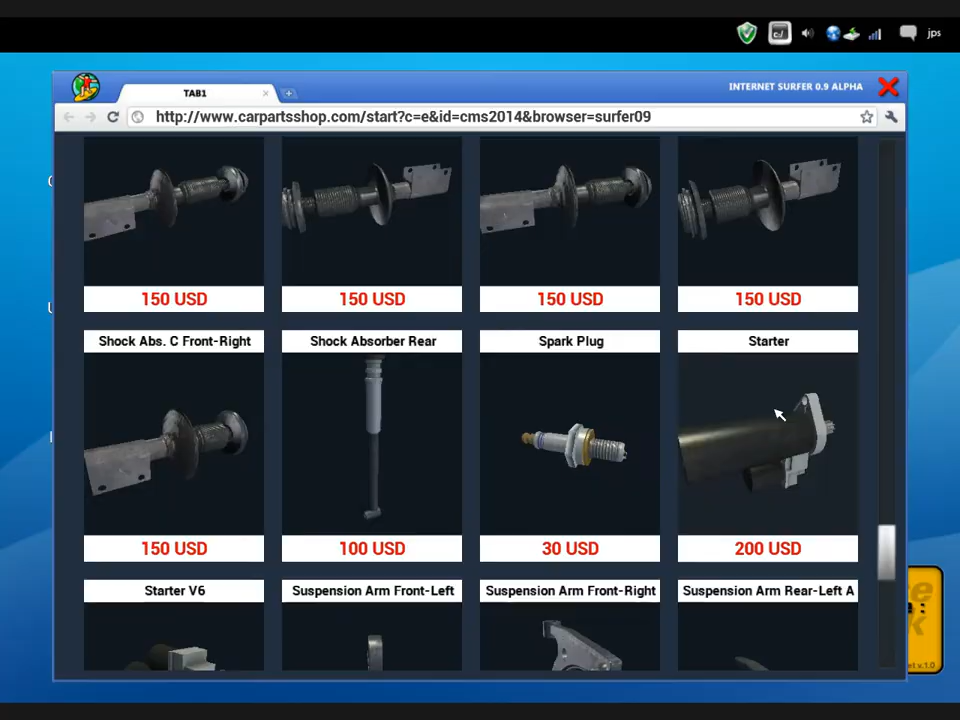 jps
TAB1
INTERNET SURFER 0.9 ALPHA
http://www.carpartsshop.com/start?c=e&id=cms2014&browser=surfer09
150 USD 150 USD 150 USD 150 USD
Shock Abs. C Front-Right Shock Absorber Rear Spark Plug Starter
150 USD 100 USD 30 USD 200 USD
Starter V6 Suspension Arm Front-Left Suspension Arm Front-Right Suspension Arm Rear-Left A